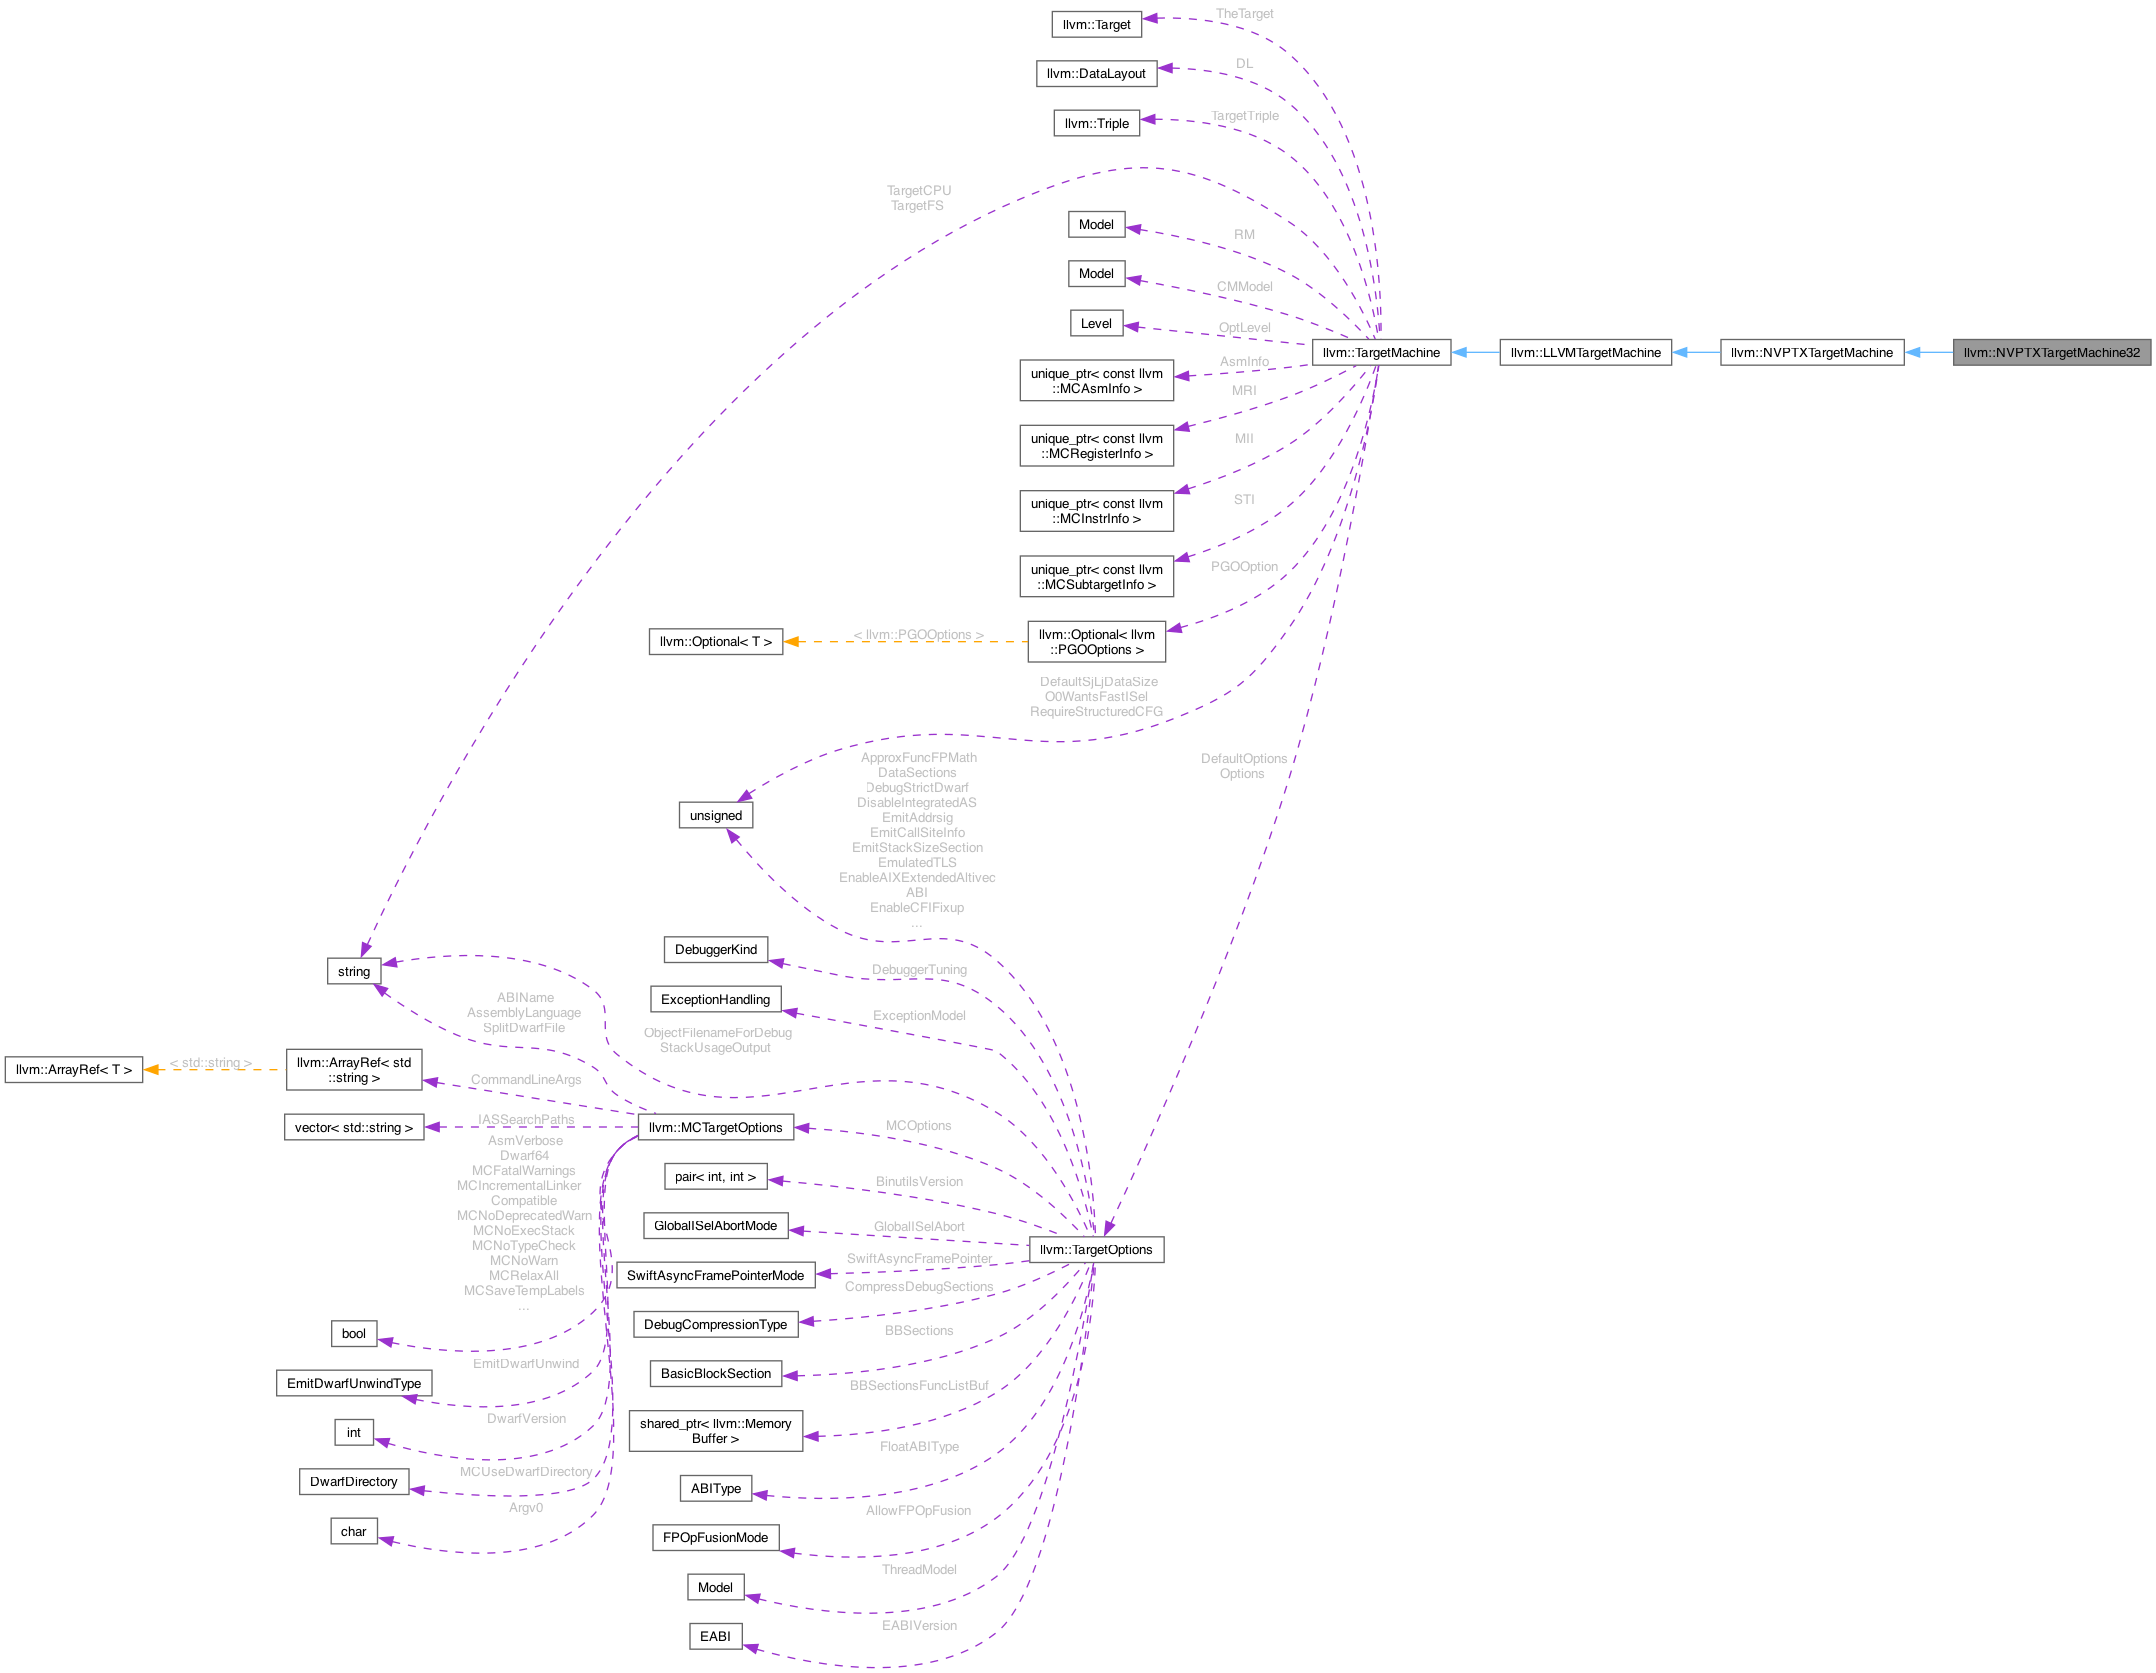 TheTarget
llvm::Target
DL
llvm::DataLayout
TargetTriple
llvm::Triple
TargetCPU
TargetFS
Model
RM
Model
CMModel
Level
OptLevel
llvm::TargetMachine
llvm::LLVMTargetMachine
llvm::NVPTXTargetMachine
llvm::NVPTXTargetMachine32
AsmInfo
unique_ptr< const llvm
::MCAsmInfo >
MRI
unique_ptr< const llvm
::MCRegisterInfo >
MII
unique_ptr< const llvm
::MCInstrInfo >
STI
unique_ptr< const llvm
::MCSubtargetInfo >
PGOOption
llvm::Optional< T >
< llvm::PGOOptions >
llvm::Optional< llvm
::PGOOptions >
DefaultSjLjDataSize
O0WantsFastISel
RequireStructuredCFG
DefaultOptions
Options
unsigned
ApproxFuncFPMath
DataSections
DebugStrictDwarf
DisableIntegratedAS
EmitAddrsig
EmitCallSiteInfo
EmitStackSizeSection
EmulatedTLS
EnableAIXExtendedAltivec
ABI
EnableCFIFixup
...
DebuggerKind
DebuggerTuning
string
ExceptionHandling
ExceptionModel
ABIName
AssemblyLanguage
SplitDwarfFile
ObjectFilenameForDebug
StackUsageOutput
llvm::ArrayRef< T >
< std::string >
llvm::ArrayRef< std
::string >
CommandLineArgs
vector< std::string >
IASSearchPaths
llvm::MCTargetOptions
MCOptions
AsmVerbose
Dwarf64
MCFatalWarnings
MCIncrementalLinker
Compatible
MCNoDeprecatedWarn
MCNoExecStack
MCNoTypeCheck
MCNoWarn
MCRelaxAll
MCSaveTempLabels
...
pair< int, int >
BinutilsVersion
GlobalISelAbortMode
GlobalISelAbort
llvm::TargetOptions
SwiftAsyncFramePointerMode
SwiftAsyncFramePointer
DebugCompressionType
CompressDebugSections
bool
BasicBlockSection
BBSections
EmitDwarfUnwindType
EmitDwarfUnwind
shared_ptr< llvm::Memory
Buffer >
BBSectionsFuncListBuf
int
DwarfVersion
ABIType
FloatABIType
DwarfDirectory
MCUseDwarfDirectory
FPOpFusionMode
AllowFPOpFusion
char
Argv0
Model
ThreadModel
EABI
EABIVersion